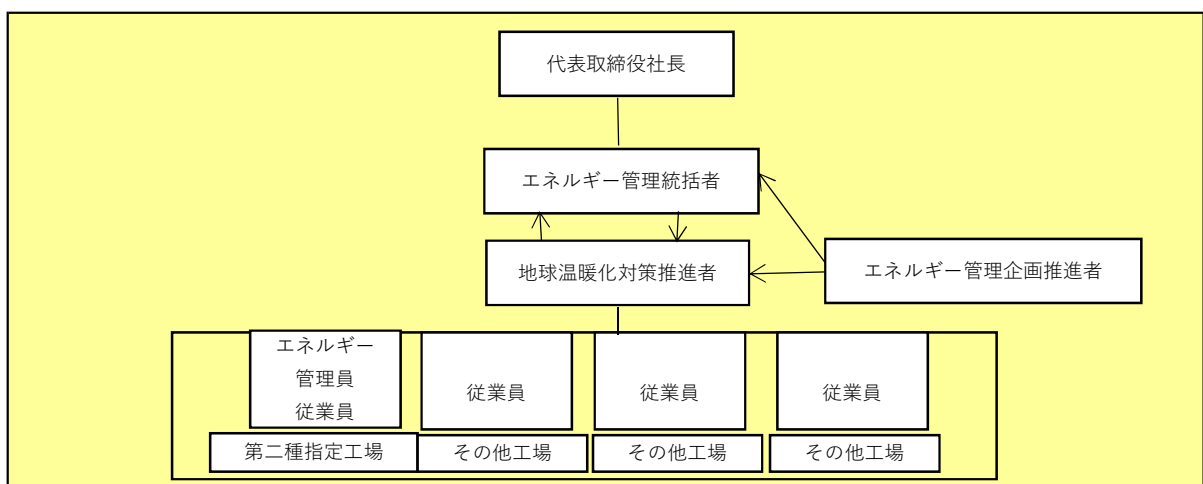 代表取締役社長
エネルギー管理統括者
地球温暖化対策推進者
エネルギー管理企画推進者
エネルギー
管理員
従業員
従業員
従業員
従業員
第二種指定工場
その他工場
その他工場
その他工場